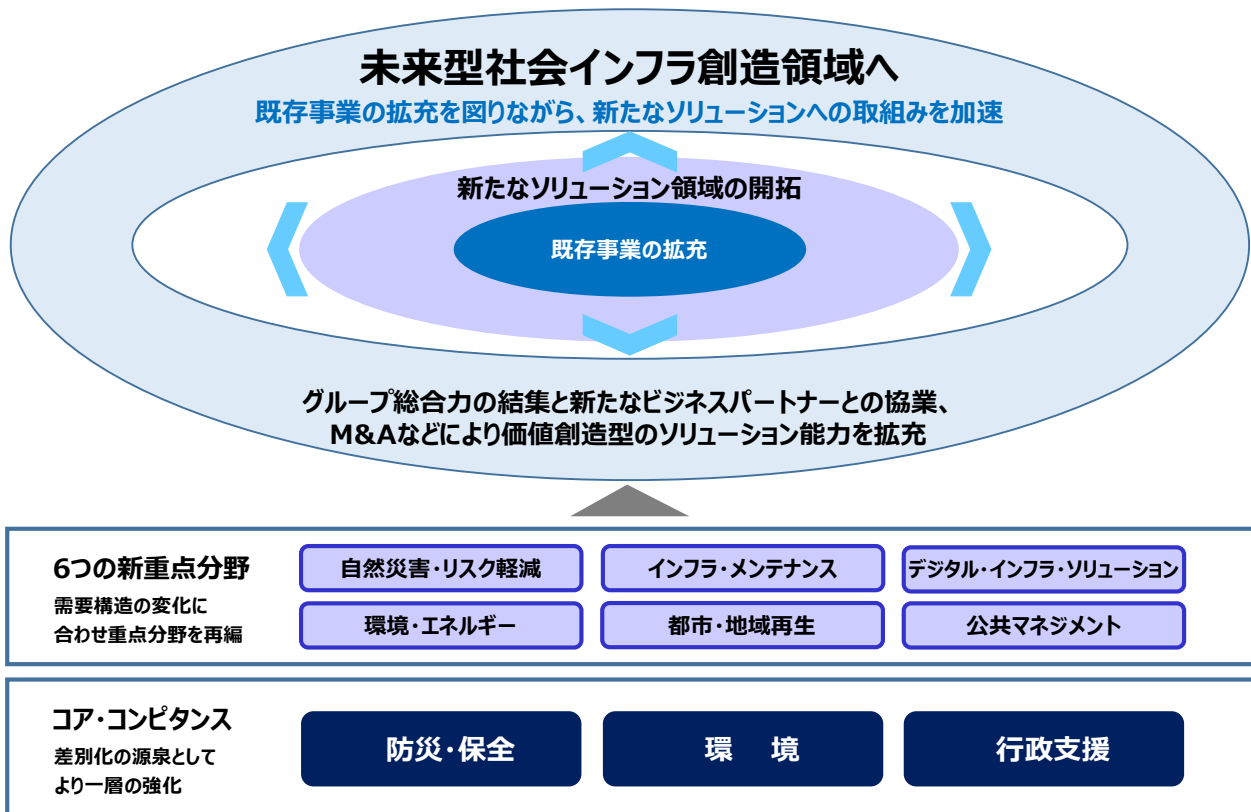 未来型社会インフラ創造領域へ
既存事業の拡充を図りながら、新たなソリューションへの取組みを加速
新たなソリューション領域の開拓
既存事業の拡充
グループ総合力の結集と新たなビジネスパートナーとの協業、
M&Aなどにより価値創造型のソリューション能力を拡充
6つの新重点分野
需要構造の変化に
合わせ重点分野を再編
自然災害・リスク軽減
インフラ・メンテナンス
デジタル・インフラ・ソリューション
環境・エネルギー
都市・地域再生
公共マネジメント
コア・コンピタンス
差別化の源泉として
より一層の強化
防災・保全
環　境
行政支援